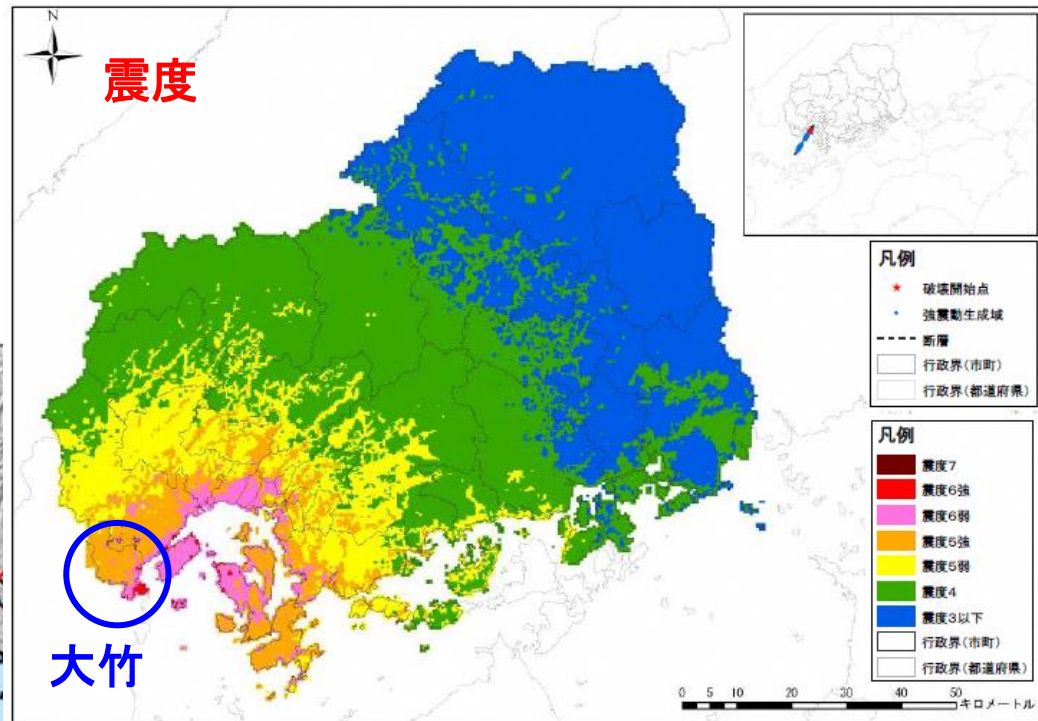 N
震度
凡例
破壊開始点
強震動生成域
断層
行政界(市町)
行政界(都道府県)
凡例
震度7
震度6強
震度6弱
震度5強
震度5弱
震度4
震度3以下
行政界(市町)
行政界(都道府県)
大竹
0 5 10 20 30 40 50
キロメートル